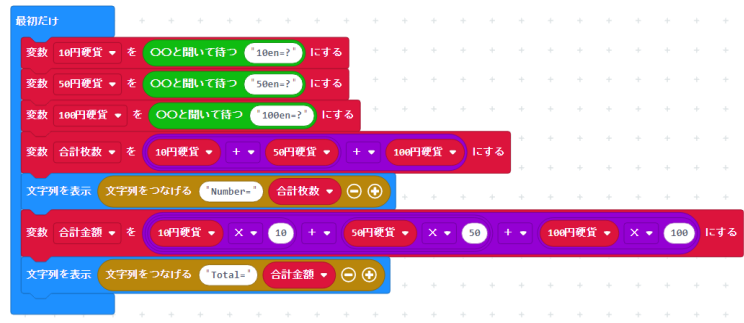 最初だけ
変数 10円硬貨 を 〇〇と聞いて待つ "10en=?" にする
変数 50円硬貨 を 〇〇と聞いて待つ "50en=?" にする
変数 100円硬貨 を 〇〇と聞いて待つ "100en=?" にする
変数 合計枚数 を 10円硬貨 + 50円硬貨 + 100円硬貨 にする
文字列を表示 文字列をつなげる "Number=" 合計枚数
変数 合計金額 を 10円硬貨 × 10 + 50円硬貨 × 50 + 100円硬貨 × 100 にする
文字列を表示 文字列をつなげる "Total=" 合計金額